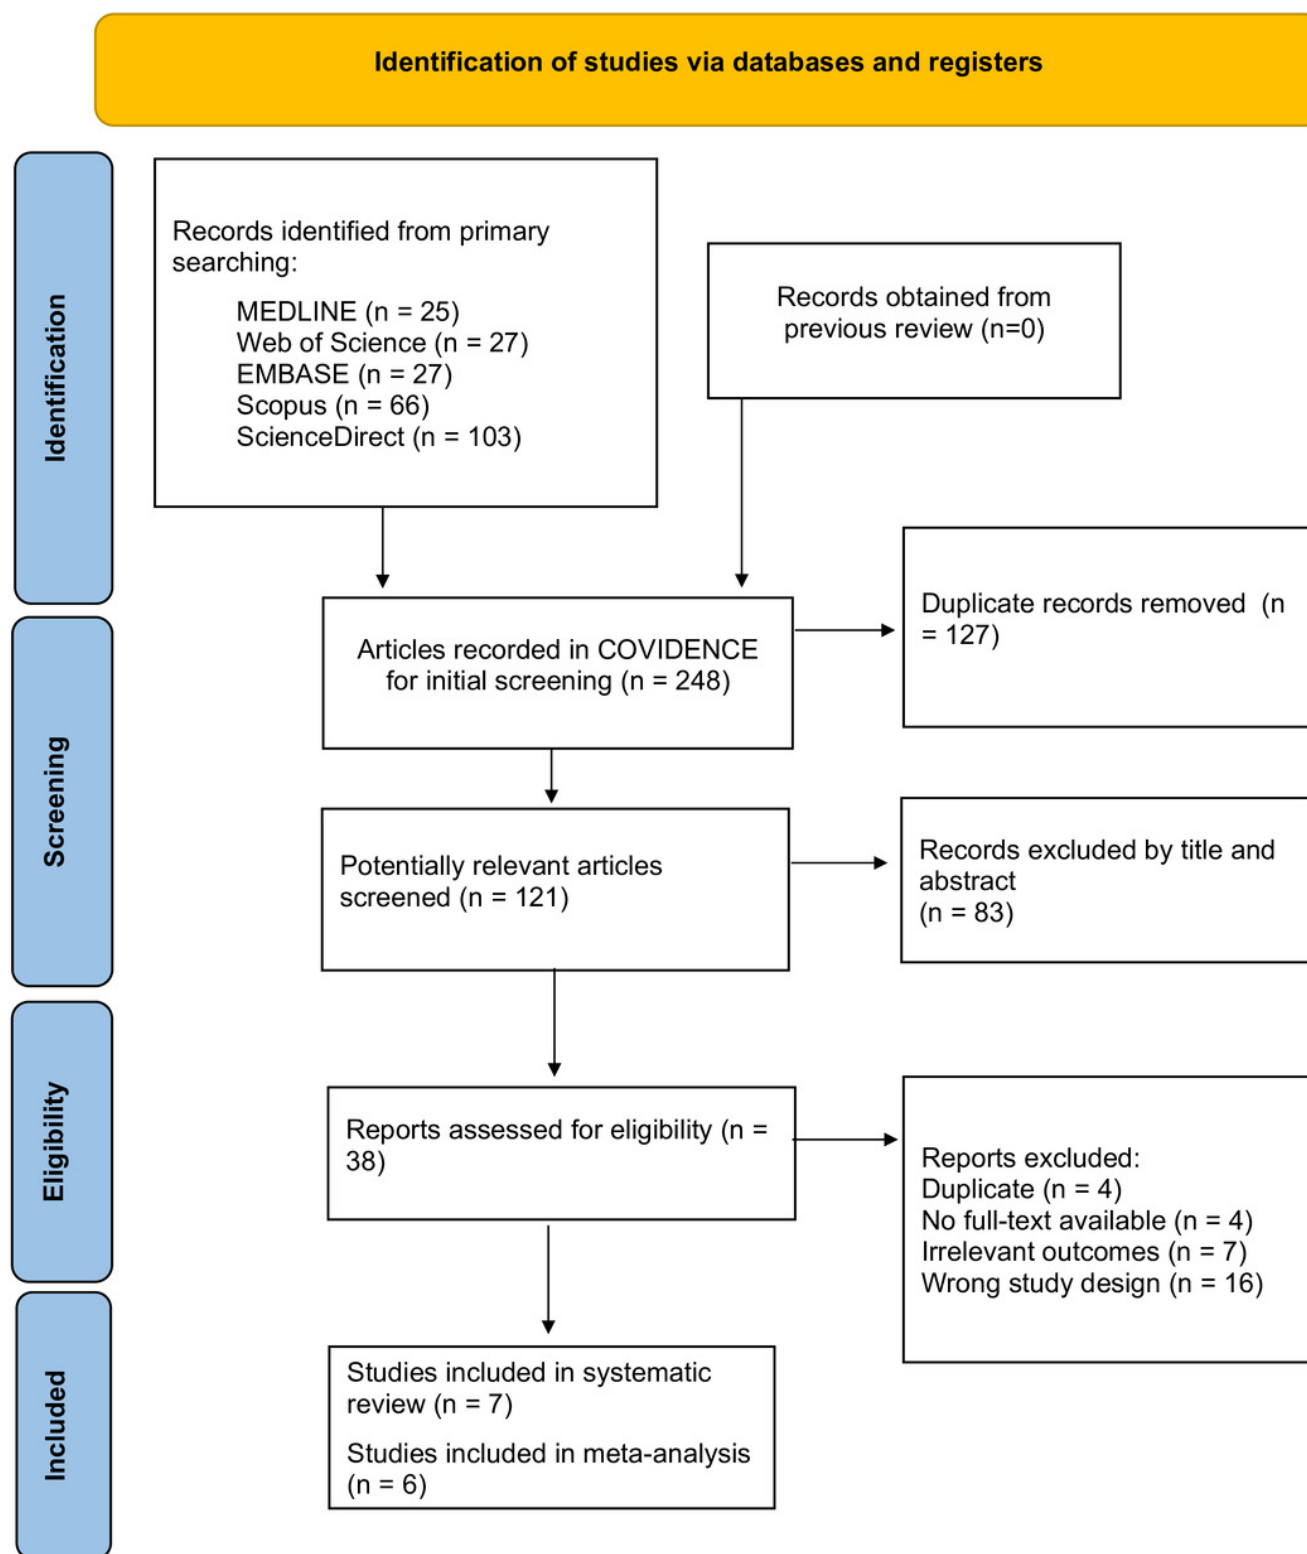 Identification of studies via databases and registers
Identification
Records identified from primary
searching:
MEDLINE (n = 25)
Web of Science (n = 27)
EMBASE (n = 27)
Scopus (n = 66)
ScienceDirect (n = 103)
Records obtained from
previous review (n=0)
Articles recorded in COVIDENCE
for initial screening (n = 248)
Duplicate records removed  (n
= 127)
Screening
Potentially relevant articles
screened (n = 121)
Records excluded by title and
abstract
(n = 83)
Eligibility
Reports assessed for eligibility (n =
38)
Reports excluded:
Duplicate (n = 4)
No full-text available (n = 4)
Irrelevant outcomes (n = 7)
Wrong study design (n = 16)
Included
Studies included in systematic
review (n = 7)
Studies included in meta-analysis
(n = 6)